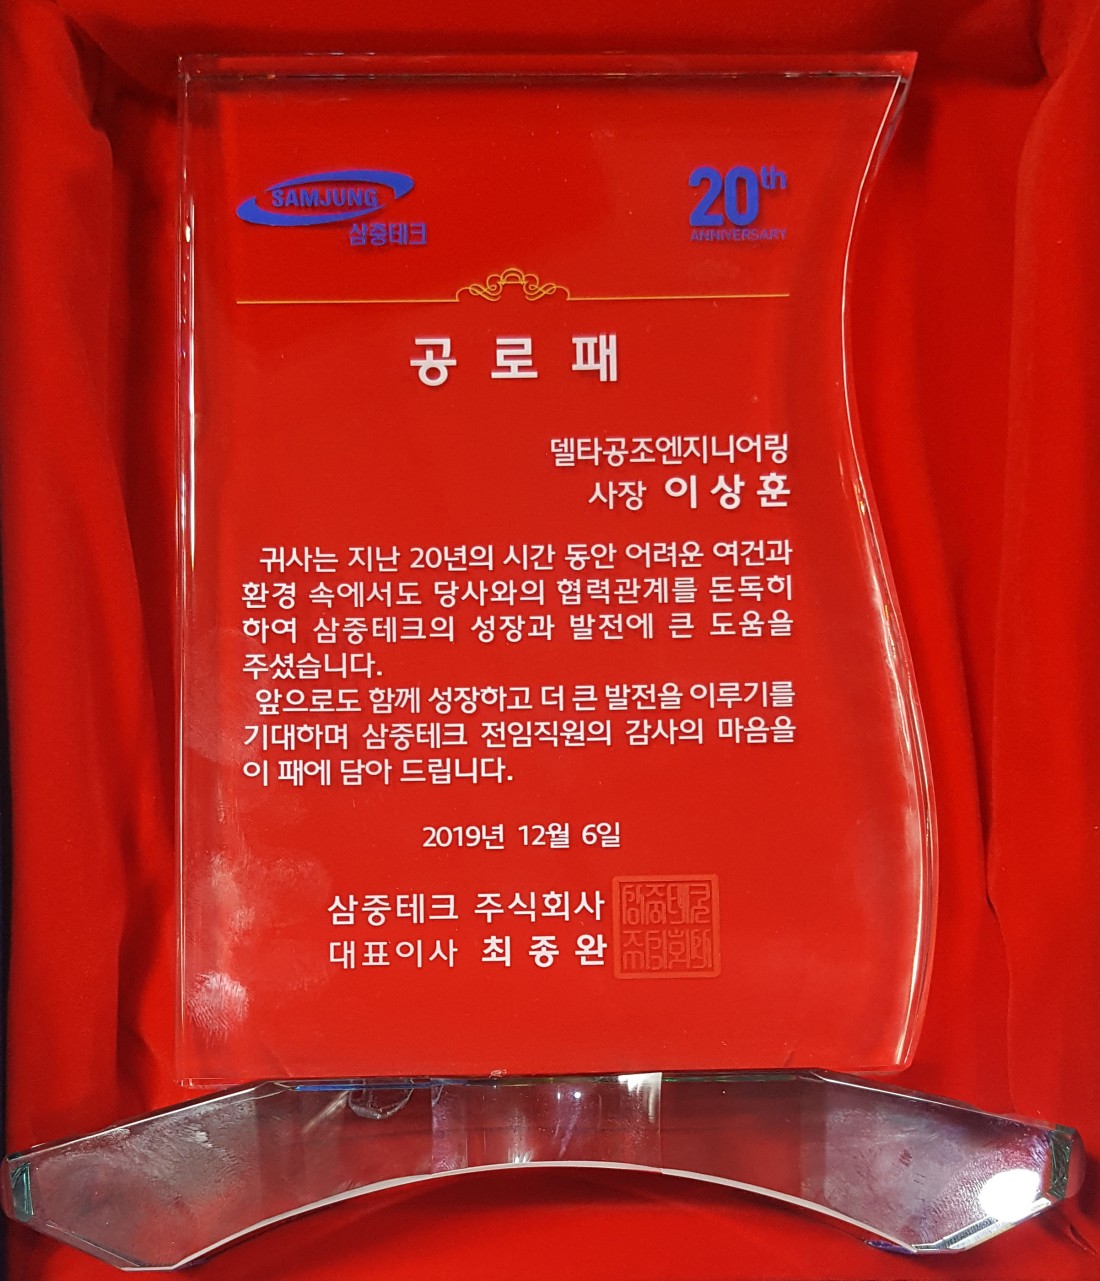 SAMJUNG
삼중테크
20th
ANNIVERSARY
공 로 패
델타공조엔지니어링
사장 이 상 훈
귀사는 지난 20년의 시간 동안 어려운 여건과
환경 속에서도 당사와의 협력관계를 돈독히
하여 삼중테크의 성장과 발전에 큰 도움을
주셨습니다.
앞으로도 함께 성장하고 더 큰 발전을 이루기를
기대하며 삼중테크 전임직원의 감사의 마음을
이 패에 담아 드립니다.
2019년 12월 6일
삼중테크 주식회사
대표이사 최 종 완